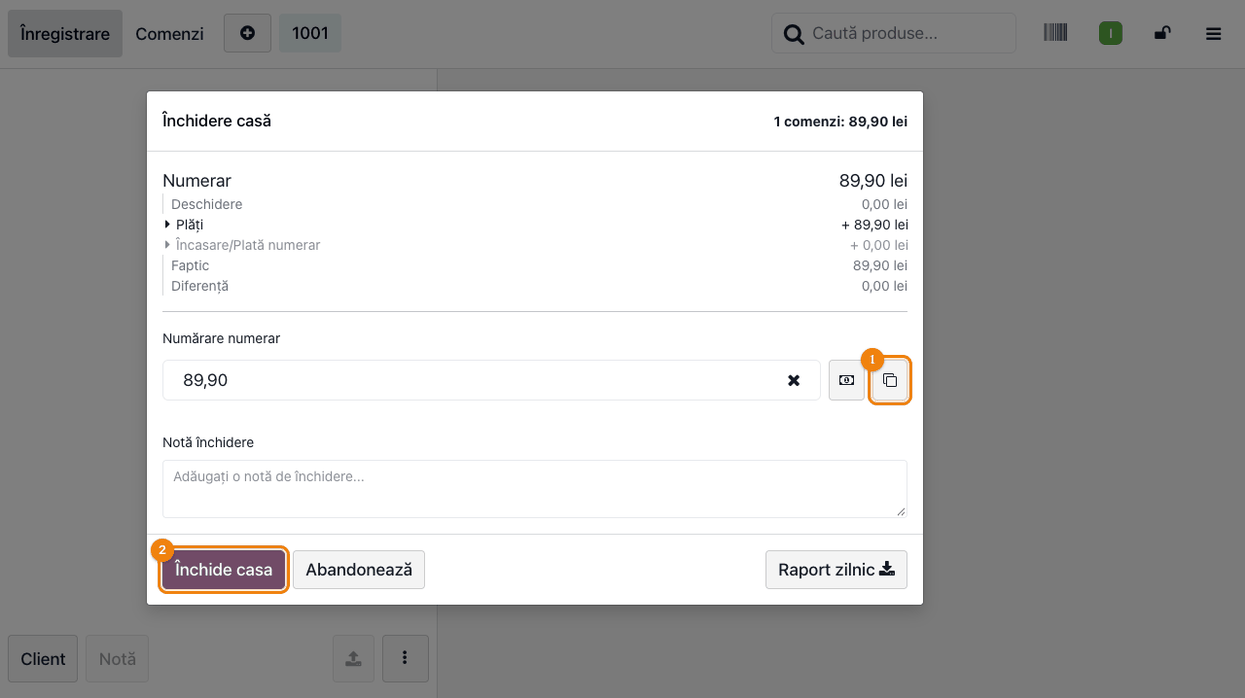 Înregistrare Comenzi 1001 Caută produse... I
Închidere casă 1 comenzi: 89,90 lei
Numerar 89,90 lei
Deschidere 0,00 lei
Plăți + 89,90 lei
Încasare/Plată numerar + 0,00 lei
Faptic 89,90 lei
Diferență 0,00 lei
Numărare numerar
1
89,90
Notă închidere
Adăugați o notă de închidere...
2
Închide casa Abandonează Raport zilnic
Client Notă